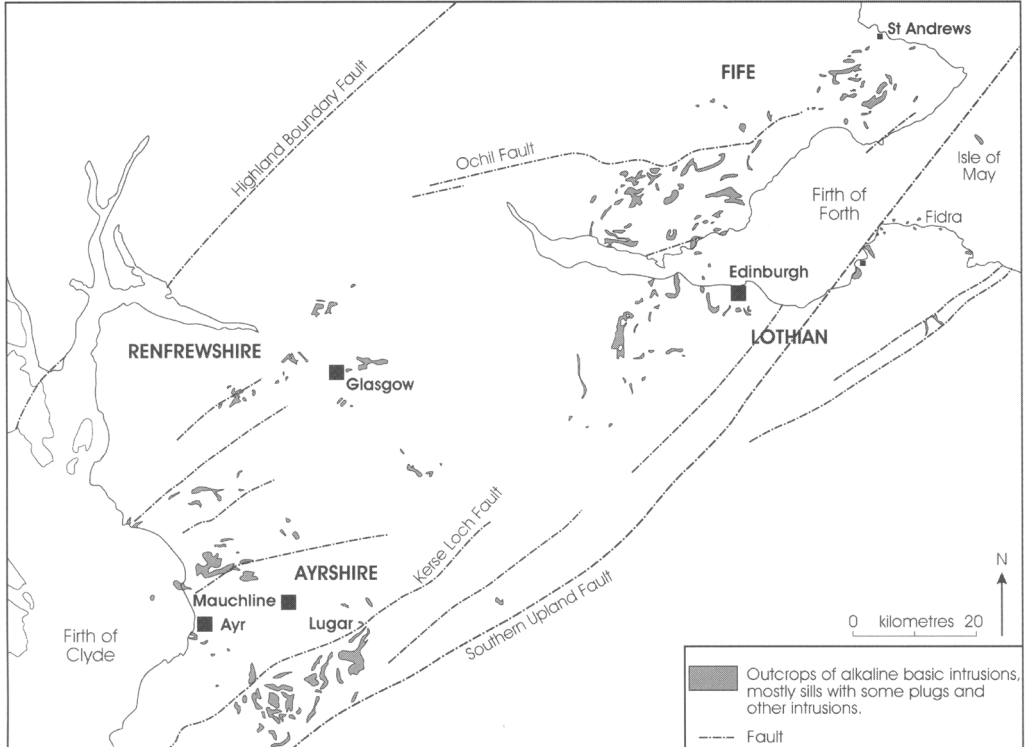 St Andrews
FIFE
Highland Boundary Fault
Ochil Fault
Isle of
May
Firth of
Forth
Fidra
Edinburgh
LOTHIAN
RENFREWSHIRE
Glasgow
Kerse Loch Fault
AYRSHIRE
N
Mauchline
Southern Upland Fault
Ayr
Lugar
0 kilometres 20
Firth of
Clyde
Outcrops of alkaline basic intrusions,
mostly sills with some plugs and
other intrusions.
Fault